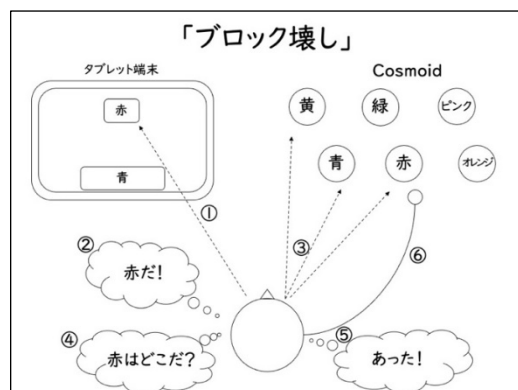 「ブロック壊し」
タブレット端末
Cosmoid
赤
青
黄
緑
ピンク
青
赤
オレンジ
①
②
赤だ!
③
④
赤はどこだ?
⑤
あった!
⑥